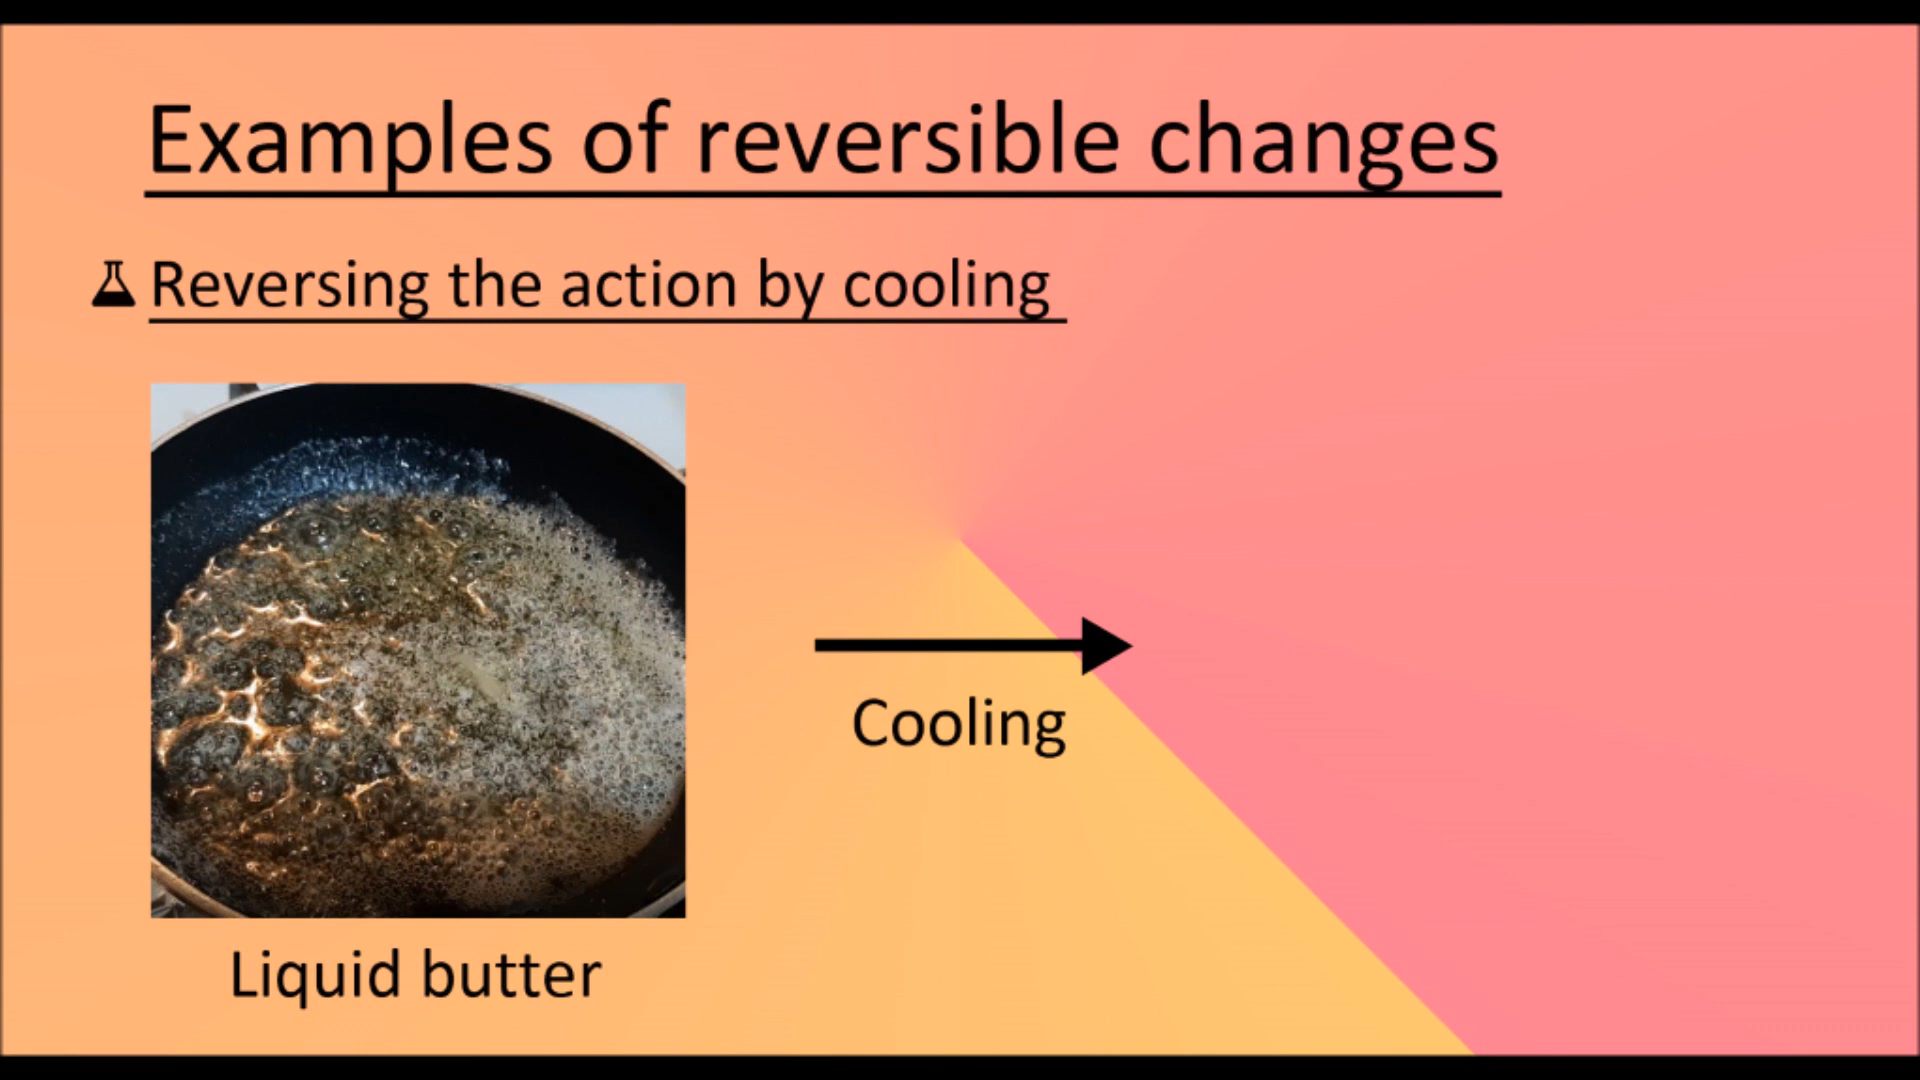 Examples of reversible changes
Reversing the action by cooling
Cooling
Liquid butter